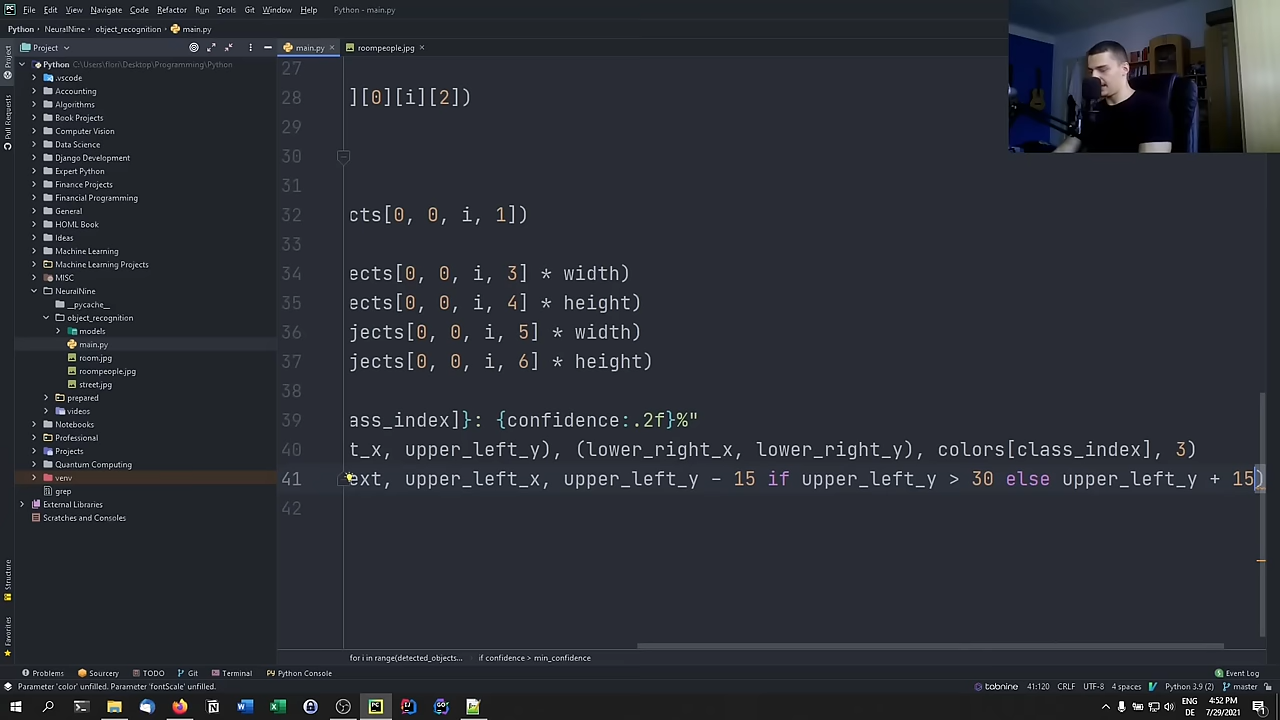 File Edit View Navigate Code Refactor Run Tools Git Window Help Python - main.py
Python NeuralNine object_recognition main.py
Project
main.py
roompeople.jpg
Python C:\Users\flori\Desktop\Programming\Python
.vscode
Accounting
Algorithms
Book Projects
Computer Vision
Data Science
Django Development
Expert Python
Finance Projects
Financial Programming
General
HOML Book
Ideas
Machine Learning
Machine Learning Projects
MISC
NeuralNine
__pycache__
object_recognition
models
main.py
room.jpg
roompeople.jpg
street.jpg
prepared
videos
Notebooks
Professional
Projects
Quantum Computing
venv
grep
External Libraries
Scratches and Consoles
Project
Pull Requests
Structure
Favorites
27
28 ][0][i][2])
29
30
31
32 cts[0, 0, i, 1])
33
34 ects[0, 0, i, 3] * width)
35 ects[0, 0, i, 4] * height)
36 jects[0, 0, i, 5] * width)
37 jects[0, 0, i, 6] * height)
38
39 ass_index]}: {confidence:.2f}%"
40 t_x, upper_left_y), (lower_right_x, lower_right_y), colors[class_index], 3)
41 ext, upper_left_x, upper_left_y - 15 if upper_left_y > 30 else upper_left_y + 15)
42
for i in range(detected_objects... if confidence > min_confidence
Problems Sourcery TODO Git Terminal Python Console Event Log
Parameter 'color' unfilled. Parameter 'fontScale' unfilled. tabnine 41:120 CRLF UTF-8 4 spaces Python 3.9 (2) master
ENG
DE
4:52 PM
7/29/2021